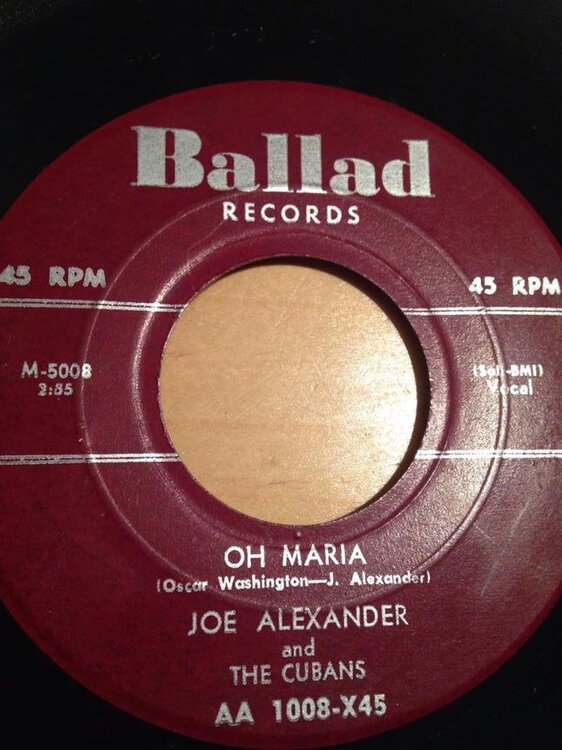 Ballad
RECORDS
45 RPM
45 RPM
M-5008
2:55
BMI)
Vocal
OH MARIA
(Oscar Washington—J. Alexander)
JOE ALEXANDER
and
THE CUBANS
AA 1008-X45